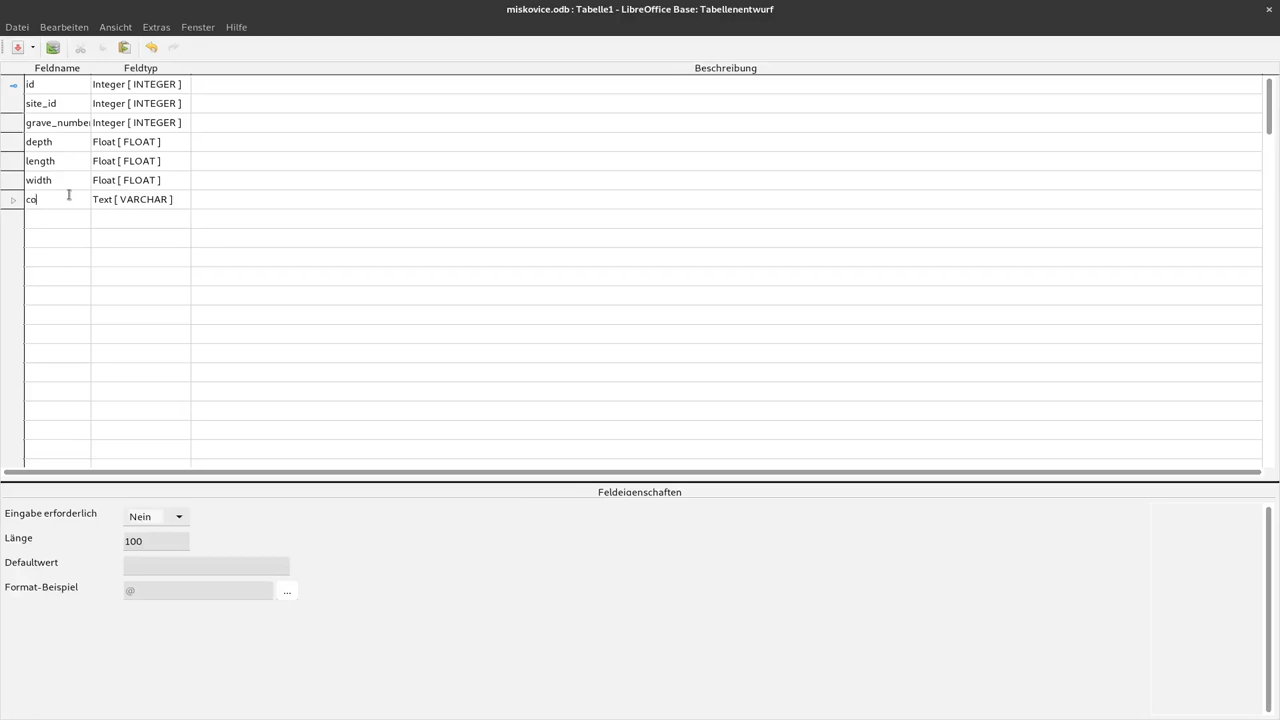 miskovice.odb : Tabelle1 - LibreOffice Base: Tabellenentwurf
Datei Bearbeiten Ansicht Extras Fenster Hilfe
Feldname Feldtyp Beschreibung
id Integer [ INTEGER ]
site_id Integer [ INTEGER ]
grave_number Integer [ INTEGER ]
depth Float [ FLOAT ]
length Float [ FLOAT ]
width Float [ FLOAT ]
co Text [ VARCHAR ]
Feldeigenschaften
Eingabe erforderlich Nein
Länge 100
Defaultwert
Format-Beispiel @ ...